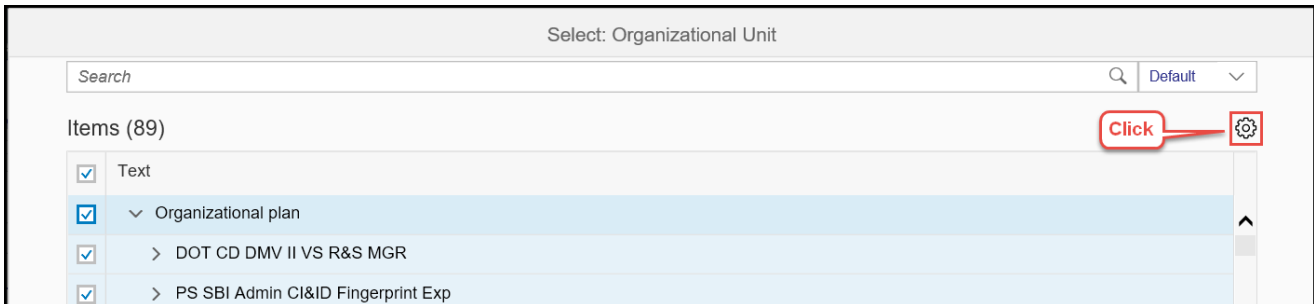 Select: Organizational Unit
Search Default
Items (89) Click
Text
Organizational plan
DOT CD DMV II VS R&S MGR
PS SBI Admin CI&ID Fingerprint Exp